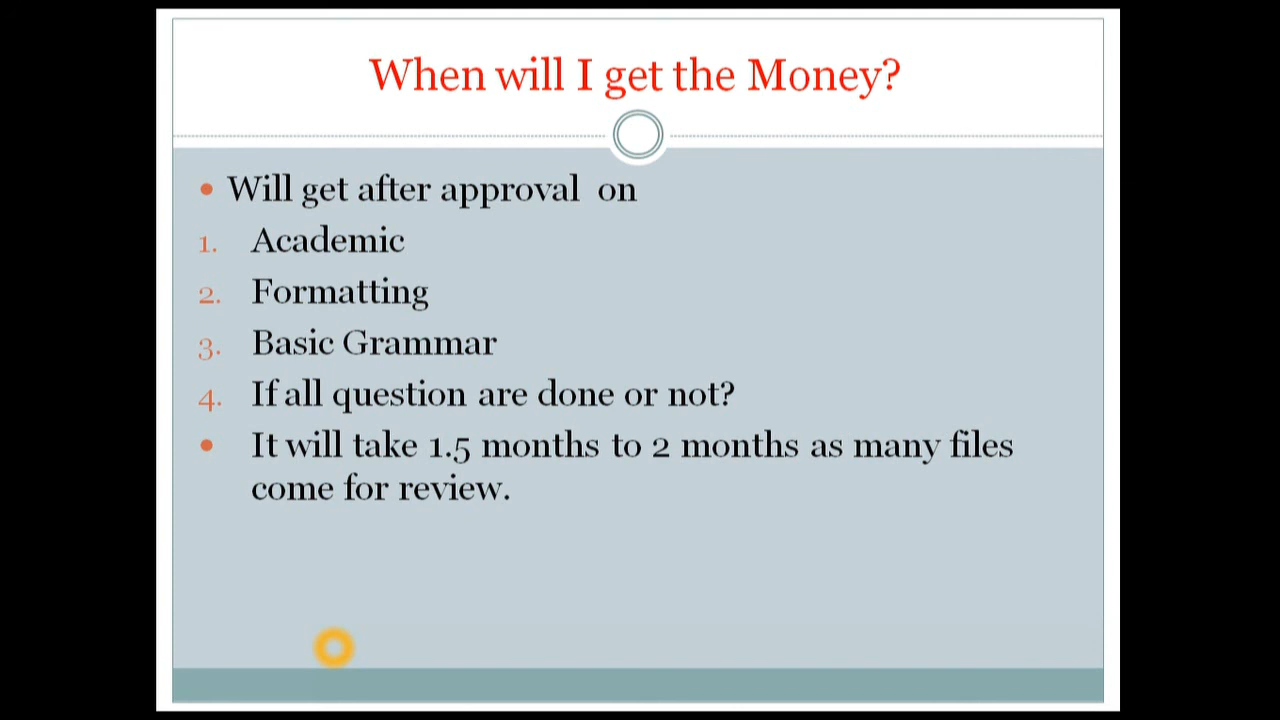 When will I get the Money?
• Will get after approval on
1. Academic
2. Formatting
3. Basic Grammar
4. If all question are done or not?
• It will take 1.5 months to 2 months as many files
come for review.